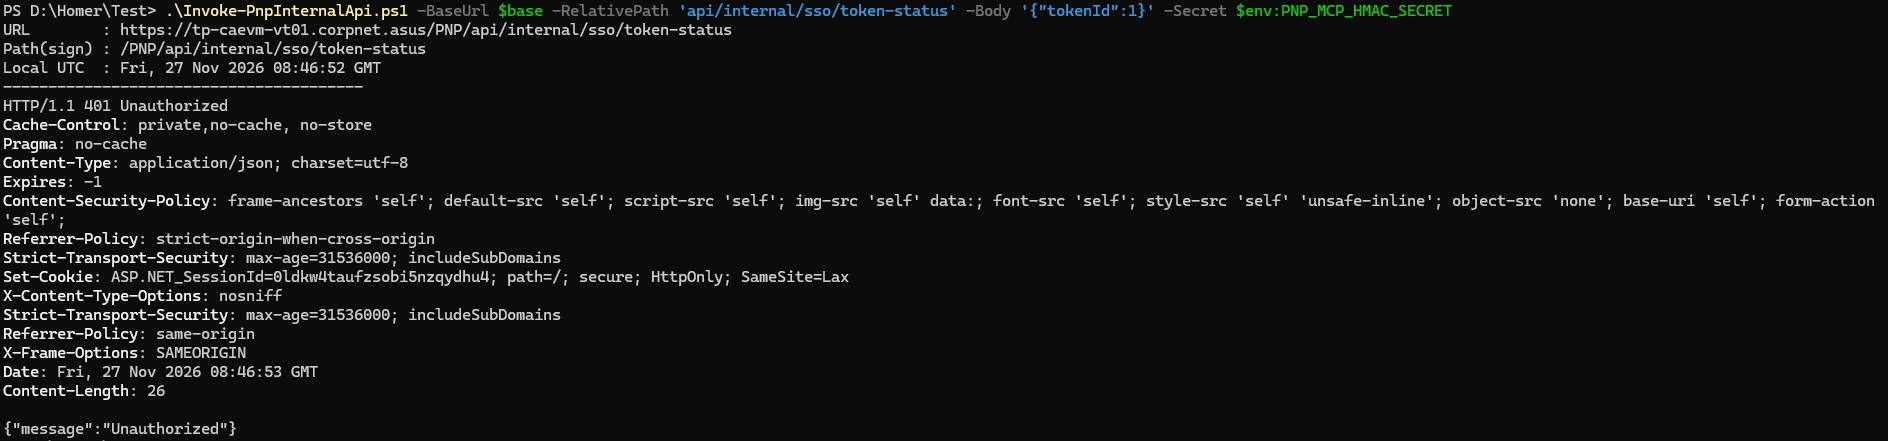 PS D:\Homer\Test> .\Invoke-PnpInternalApi.ps1 -BaseUrl $base -RelativePath 'api/internal/sso/token-status' -Body '{"tokenId":1}' -Secret $env:PNP_MCP_HMAC_SECRET
URL        : https://tp-caevm-vt01.corpnet.asus/PNP/api/internal/sso/token-status
Path(sign) : /PNP/api/internal/sso/token-status
Local UTC  : Fri, 27 Nov 2026 08:46:52 GMT
----------------------------------------
HTTP/1.1 401 Unauthorized
Cache-Control: private,no-cache, no-store
Pragma: no-cache
Content-Type: application/json; charset=utf-8
Expires: -1
Content-Security-Policy: frame-ancestors 'self'; default-src 'self'; script-src 'self'; img-src 'self' data:; font-src 'self'; style-src 'self' 'unsafe-inline'; object-src 'none'; base-uri 'self'; form-action
'self';
Referrer-Policy: strict-origin-when-cross-origin
Strict-Transport-Security: max-age=31536000; includeSubDomains
Set-Cookie: ASP.NET_SessionId=0ldkw4taufzsobi5nzqydhu4; path=/; secure; HttpOnly; SameSite=Lax
X-Content-Type-Options: nosniff
Strict-Transport-Security: max-age=31536000; includeSubDomains
Referrer-Policy: same-origin
X-Frame-Options: SAMEORIGIN
Date: Fri, 27 Nov 2026 08:46:53 GMT
Content-Length: 26

{"message":"Unauthorized"}